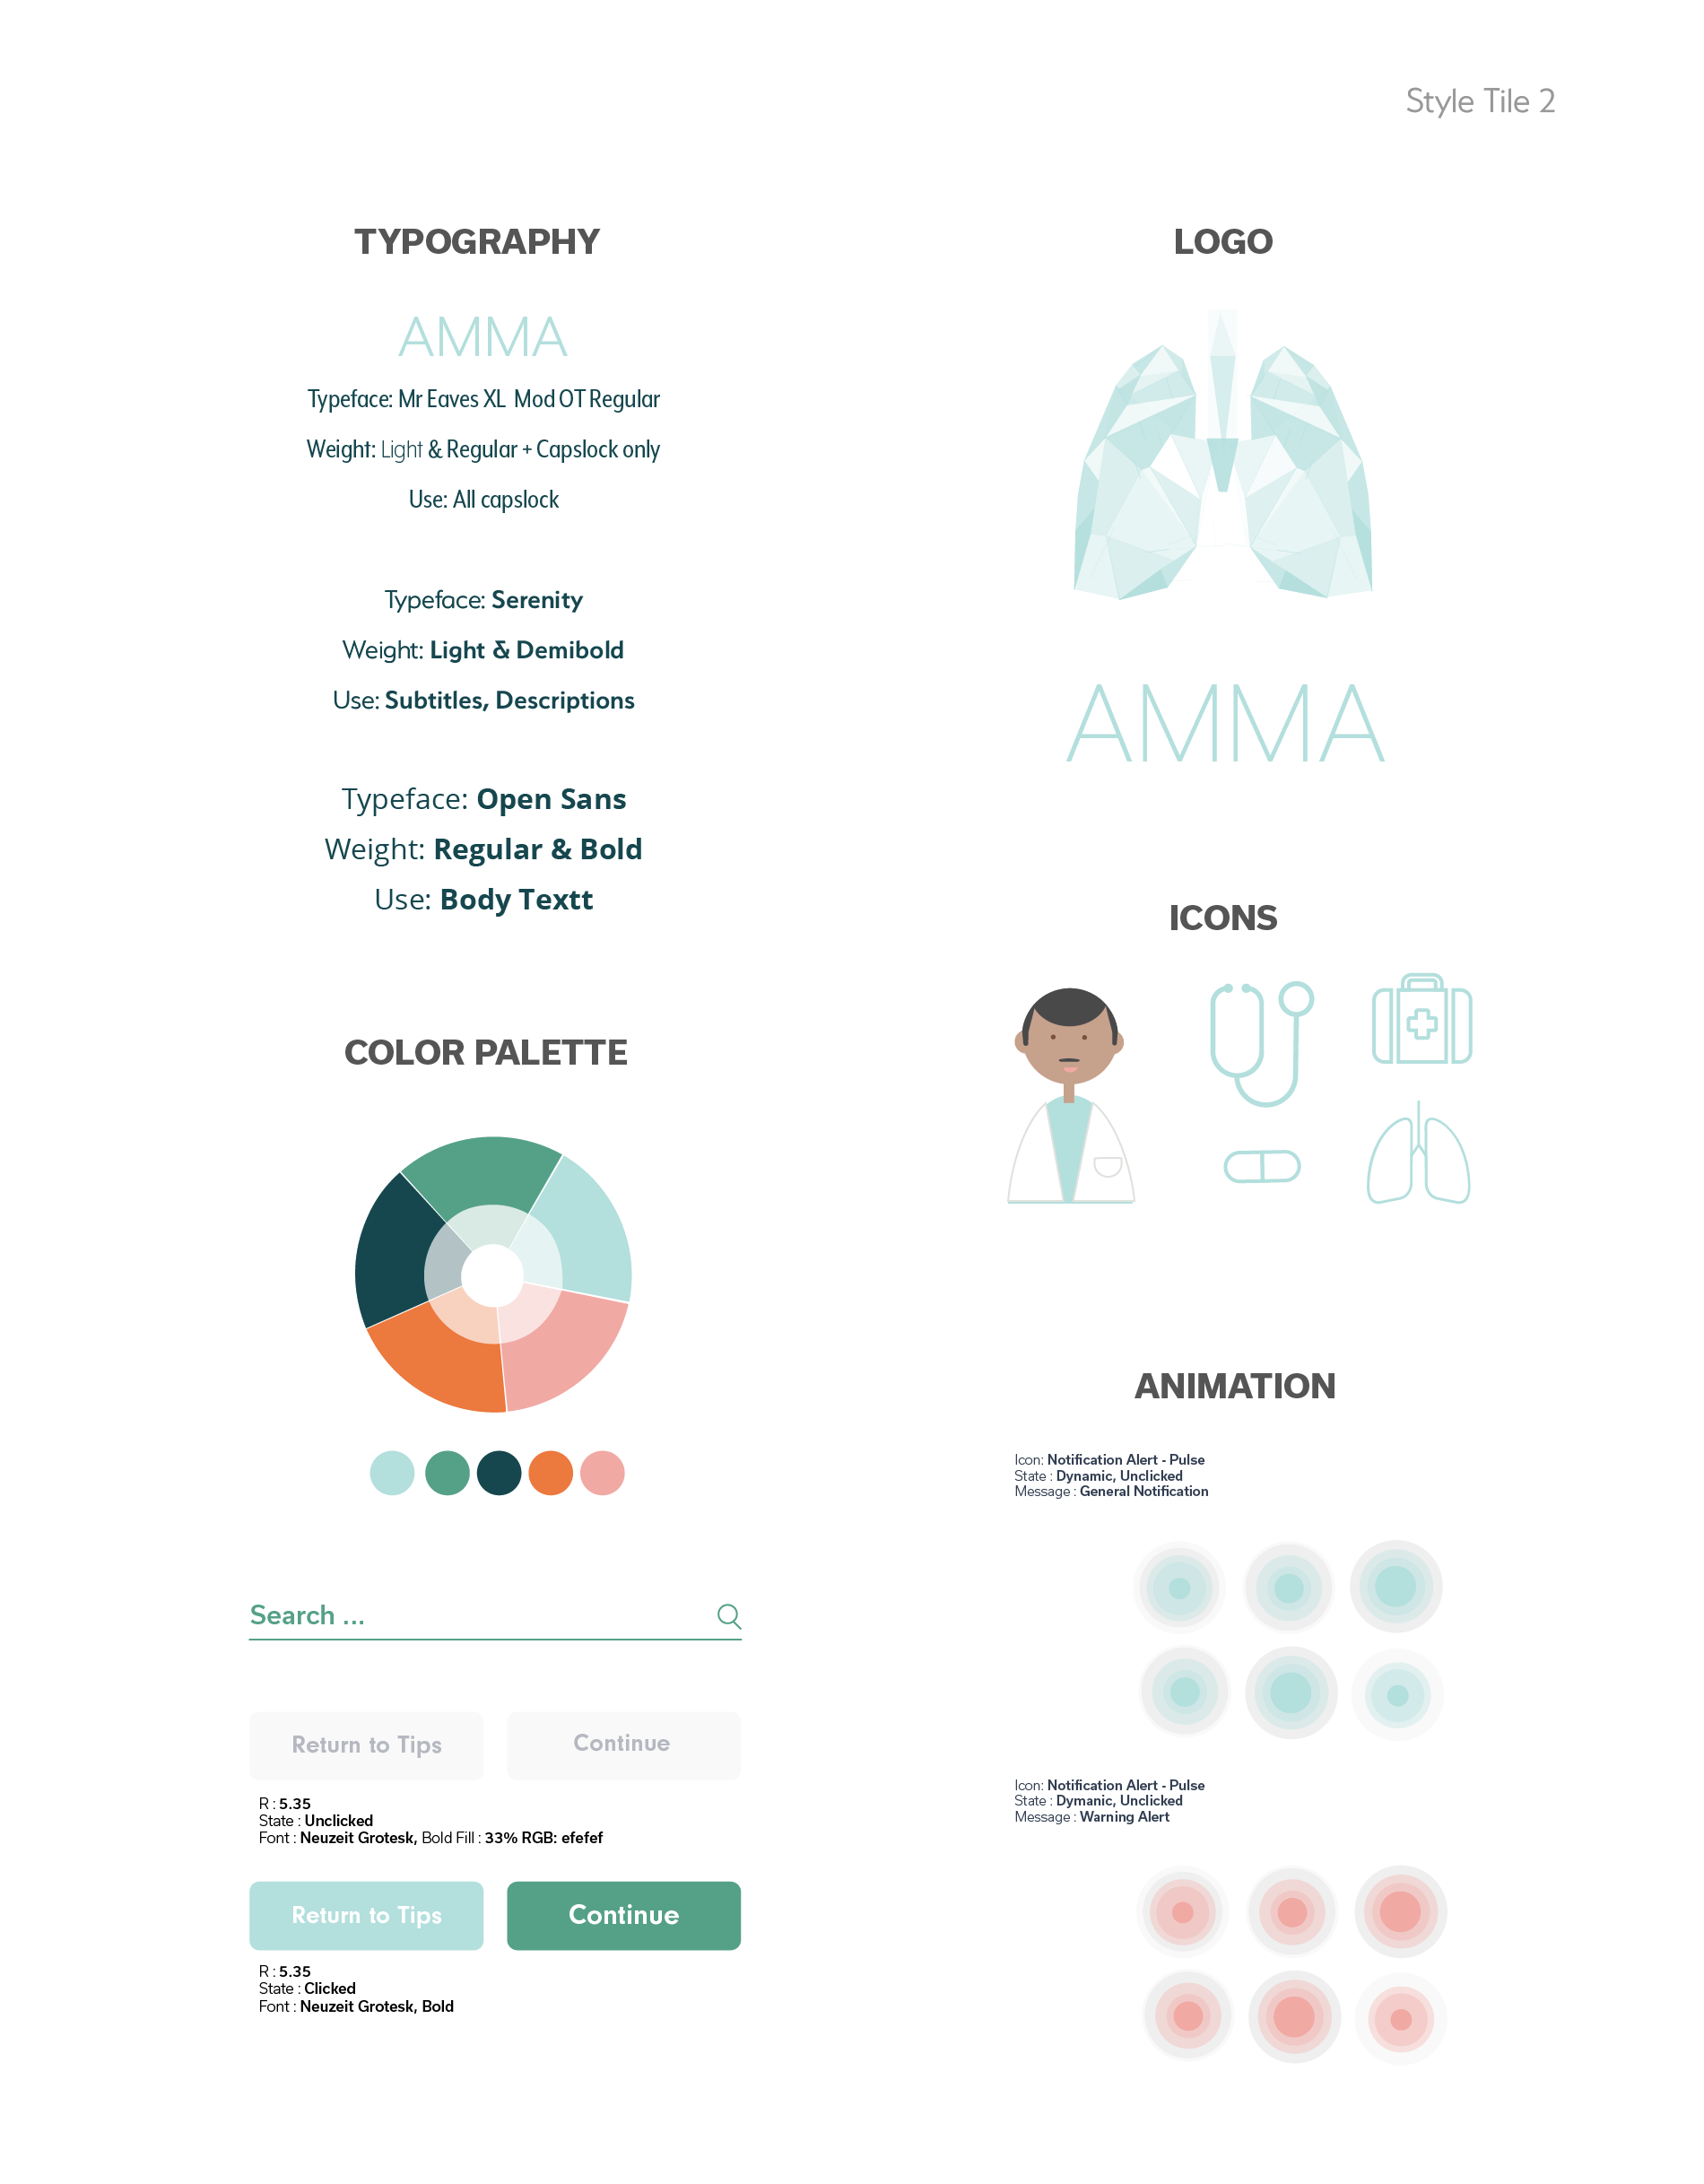 Style Tile 2
TYPOGRAPHY
AMMA
Typeface: Mr Eaves XL Mod OT Regular
Weight: Light & Regular + Capslock only
Use: All capslock
Typeface: Serenity
Weight: Light & Demibold
Use: Subtitles, Descriptions
Typeface: Open Sans
Weight: Regular & Bold
Use: Body Textt
COLOR PALETTE
Search ...
Return to Tips
Continue
R : 5.35
State : Unclicked
Font : Neuzeit Grotesk, Bold Fill : 33% RGB: efefef
Return to Tips
Continue
R : 5.35
State : Clicked
Font : Neuzeit Grotesk, Bold
LOGO
AMMA
ICONS
ANIMATION
Icon: Notification Alert - Pulse
State : Dynamic, Unclicked
Message : General Notification
Icon: Notification Alert - Pulse
State : Dymanic, Unclicked
Message : Warning Alert